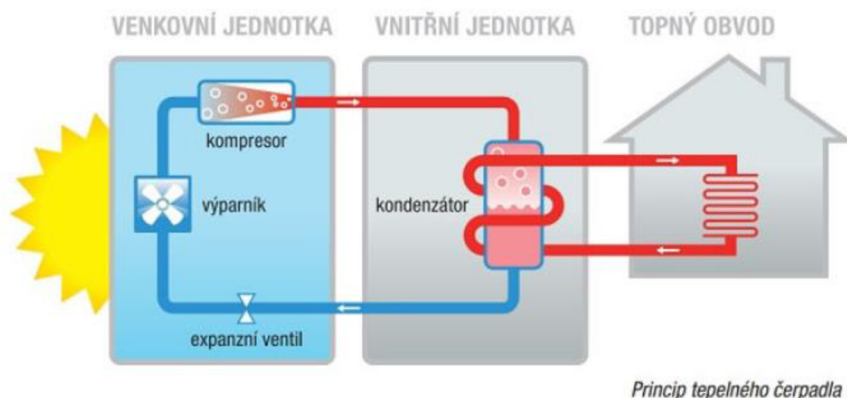 VENKOVNÍ JEDNOTKA
VNITŘNÍ JEDNOTKA
TOPNÝ OBVOD
kompresor
výparník
kondenzátor
expanzní ventil
Princip tepelného čerpadla